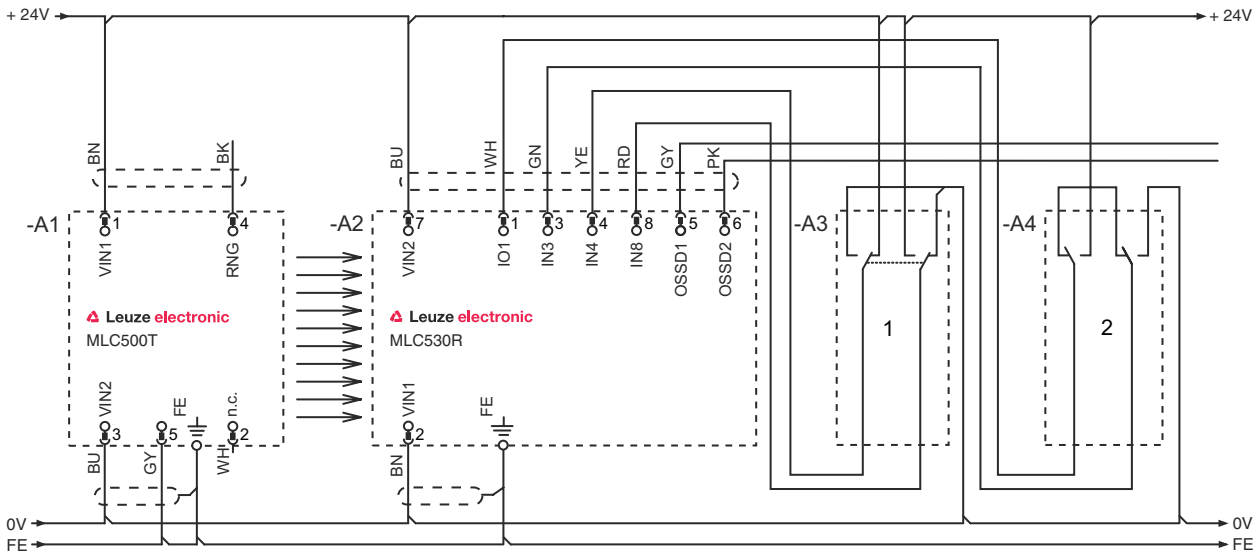 + 24V
+ 24V
BN
BK
BU
WH
GN
YE
RD
GY
PK
-A1
1
4
-A2
7
1
3
4
8
5
6
-A3
-A4
VIN1
RNG
VIN2
IO1
IN3
IN4
IN8
OSSD1
OSSD2
Leuze electronic
MLC500T
Leuze electronic
MLC530R
1
2
VIN2
FE
n.c.
VIN1
FE
3
5
2
2
BU
GY
WH
BN
0V
0V
FE
FE